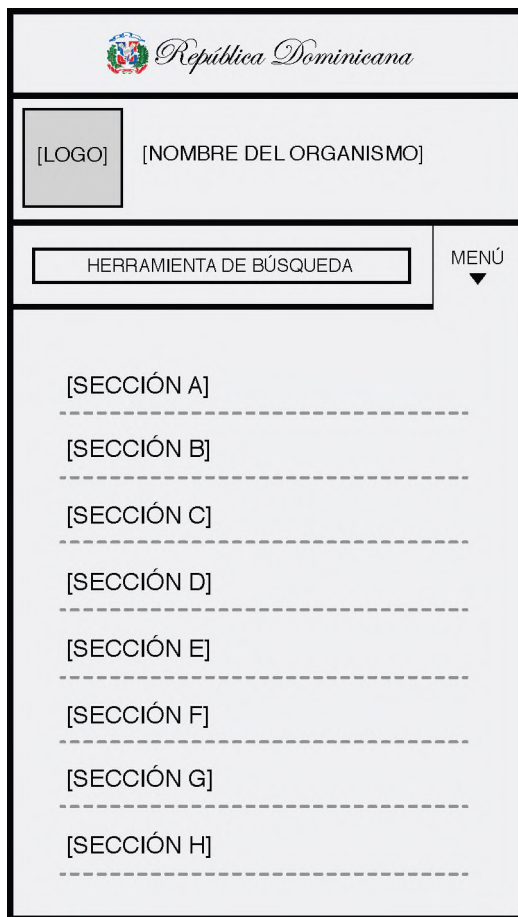 República Dominicana
[LOGO] [NOMBRE DEL ORGANISMO]
HERRAMIENTA DE BÚSQUEDA
MENÚ
[SECCIÓN A]
[SECCIÓN B]
[SECCIÓN C]
[SECCIÓN D]
[SECCIÓN E]
[SECCIÓN F]
[SECCIÓN G]
[SECCIÓN H]